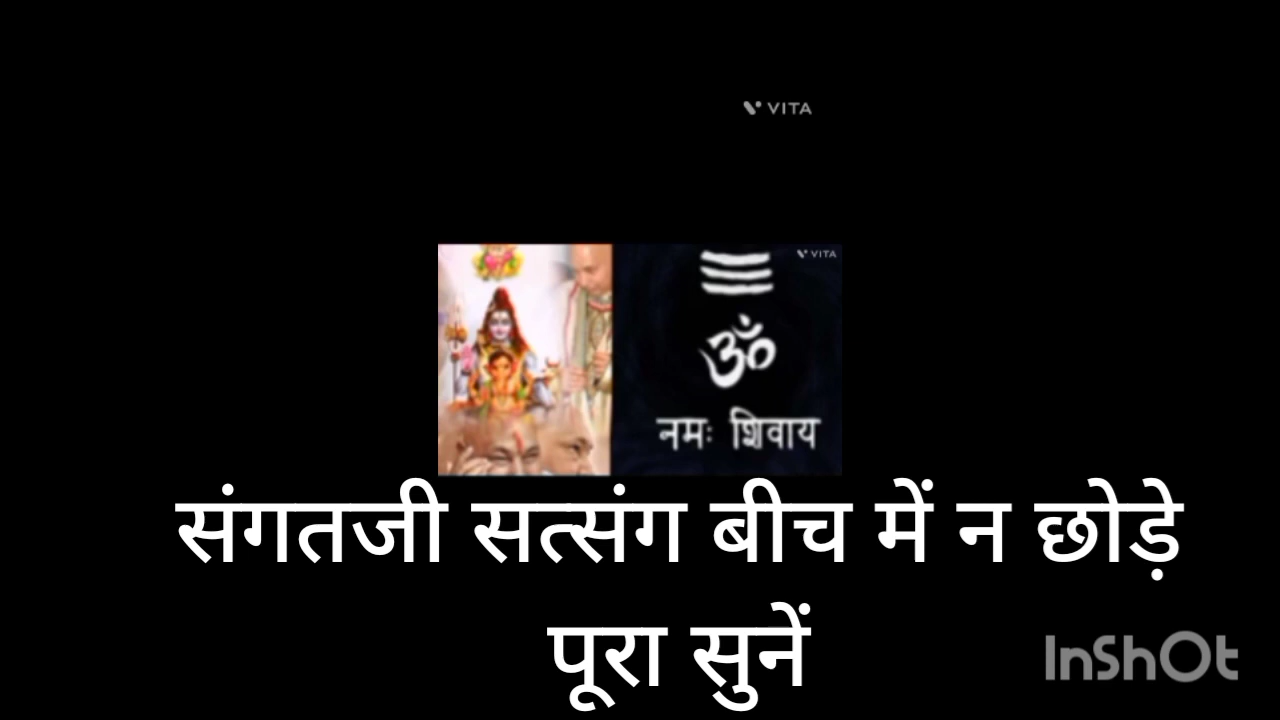 VITA
VITA
ॐ
नमः शिवाय
संगतजी सत्संग बीच में न छोड़े
पूरा सुनें
InShOt